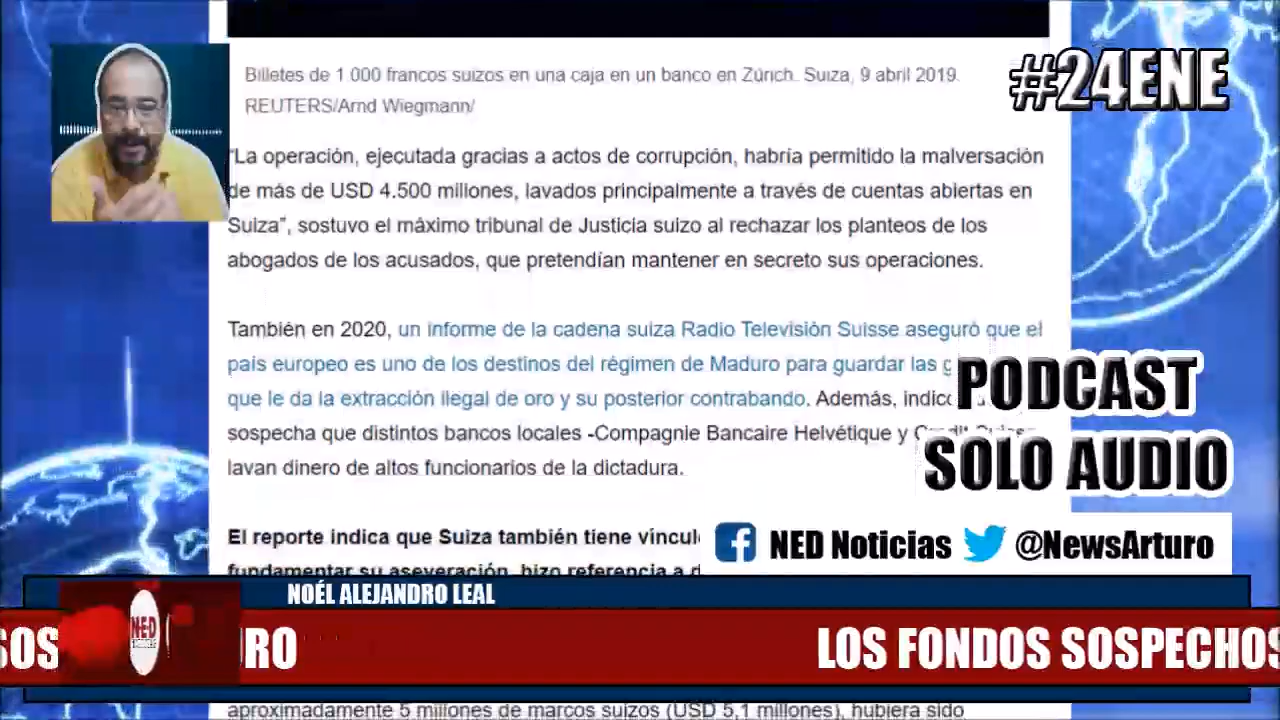 Billetes de 1.000 francos suizos en una caja en un banco en Zúrich. Suiza, 9 abril 2019.
REUTERS/Arnd Wiegmann/
#24ENE
"La operación, ejecutada gracias a actos de corrupción, habría permitido la malversación
de más de USD 4.500 millones, lavados principalmente a través de cuentas abiertas en
Suiza", sostuvo el máximo tribunal de Justicia suizo al rechazar los planteos de los
abogados de los acusados, que pretendían mantener en secreto sus operaciones.
También en 2020, un informe de la cadena suiza Radio Televisión Suisse aseguró que el
país europeo es uno de los destinos del régimen de Maduro para guardar las
que le da la extracción ilegal de oro y su posterior contrabando. Además,
sospecha que distintos bancos locales -Compagnie Bancaire Helvétique y
lavan dinero de altos funcionarios de la dictadura.
PODCAST
SOLO AUDIO
El reporte indica que Suiza también tiene
fundamentar su aseveración, hizo referencia a
NED Noticias @NewsArturo
NOÉL ALEJANDRO LEAL
SOS
N·E·D
URO
LOS FONDOS SOSPECHOS
aproximadamente 5 millones de marcos suizos (USD 5,1 millones), hubiera sido